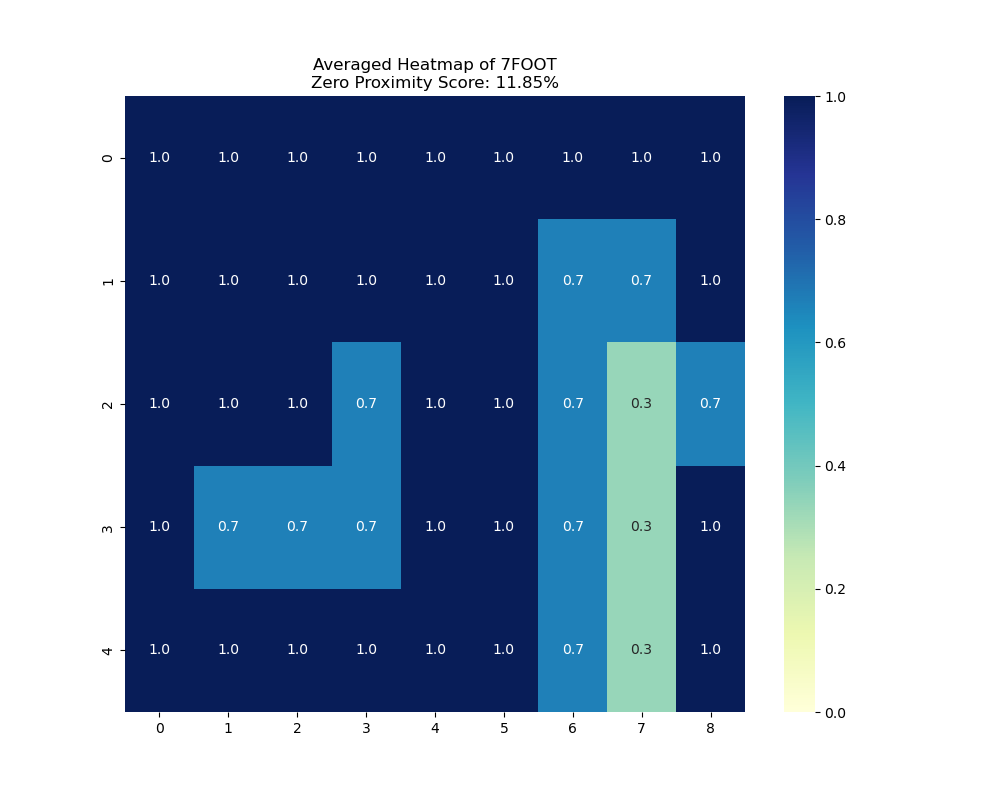 Averaged Heatmap of 7FOOT
Zero Proximity Score: 11.85%
1.0
0 1.0 1.0 1.0 1.0 1.0 1.0 1.0 1.0 1.0
0.8
1 1.0 1.0 1.0 1.0 1.0 1.0 0.7 0.7 1.0
0.6
2 1.0 1.0 1.0 0.7 1.0 1.0 0.7 0.3 0.7
0.4
3 1.0 0.7 0.7 0.7 1.0 1.0 0.7 0.3 1.0
0.2
4 1.0 1.0 1.0 1.0 1.0 1.0 0.7 0.3 1.0
0.0
0 1 2 3 4 5 6 7 8